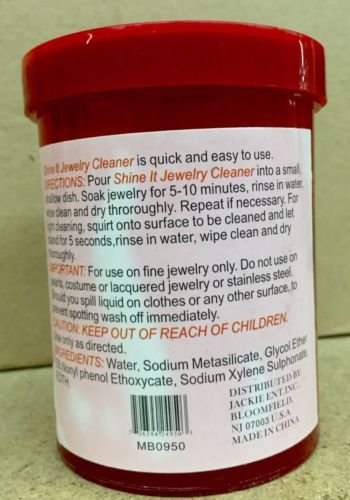 Shine It Jewelry Cleaner is quick and easy to use.
DIRECTIONS: Pour Shine It Jewelry Cleaner into a small,
shallow dish. Soak jewelry for 5-10 minutes, rinse in water,
wipe clean and dry throroughly. Repeat if necessary. For
light cleaning, squirt onto surface to be cleaned and let
stand for 5 seconds,rinse in water, wipe clean and dry
thoroughly.
IMPORTANT: For use on fine jewelry only. Do not use on
pearls, costume or lacquered jewelry or stainless steel.
Should you spill lliquid on clothes or any other surface, to
prevent spotting wash off immediately.
CAUTION: KEEP OUT OF REACH OF CHILDREN.
Use only as directed.
INGREDIENTS: Water, Sodium Metasilicate, Glycol Ether
Nonyl phenol Ethoxycate, Sodium Xylene Sulphonate,
DISTRIBUTED BY
JACKIE ENT.INC.,
BLOOMFIELD,
NJ 07003 U.S.A.
MADE IN CHINA
MB0950